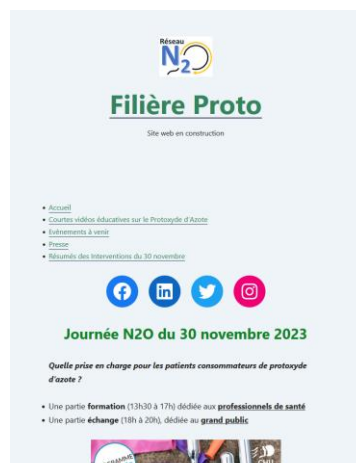 Réseau
N2O
Filière Proto
Site web en construction
• Accueil
• Courtes vidéos éducatives sur le Protoxyde d'Azote
• Evénements à venir
• Presse
• Résumés des Interventions du 30 novembre
Journée N2O du 30 novembre 2023
Quelle prise en charge pour les patients consommateurs de protoxyde
d'azote ?
• Une partie formation (13h30 à 17h) dédiée aux professionnels de santé
• Une partie échange (18h à 20h), dédiée au grand public